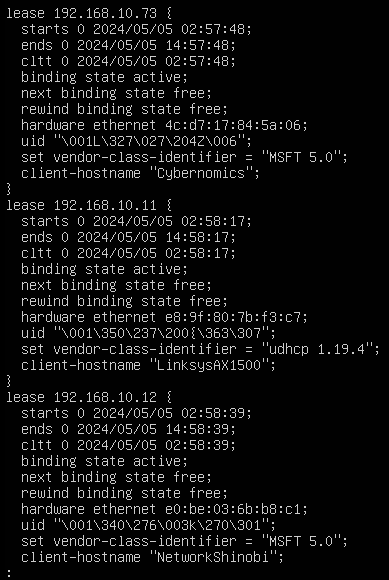 lease 192.168.10.73 {
  starts 0 2024/05/05 02:57:48;
  ends 0 2024/05/05 14:57:48;
  cltt 0 2024/05/05 02:57:48;
  binding state active;
  next binding state free;
  rewind binding state free;
  hardware ethernet 4c:d7:17:84:5a:06;
  uid "\001L\327\027\204Z\006";
  set vendor-class-identifier = "MSFT 5.0";
  client-hostname "Cybernomics";
}
lease 192.168.10.11 {
  starts 0 2024/05/05 02:58:17;
  ends 0 2024/05/05 14:58:17;
  cltt 0 2024/05/05 02:58:17;
  binding state active;
  next binding state free;
  rewind binding state free;
  hardware ethernet e8:9f:80:7b:f3:c7;
  uid "\001\350\237\200{\363\307";
  set vendor-class-identifier = "udhcp 1.19.4";
  client-hostname "LinksysAX1500";
}
lease 192.168.10.12 {
  starts 0 2024/05/05 02:58:39;
  ends 0 2024/05/05 14:58:39;
  cltt 0 2024/05/05 02:58:39;
  binding state active;
  next binding state free;
  rewind binding state free;
  hardware ethernet e0:be:03:6b:b8:c1;
  uid "\001\340\276\003k\270\301";
  set vendor-class-identifier = "MSFT 5.0";
  client-hostname "NetworkShinobi";
: